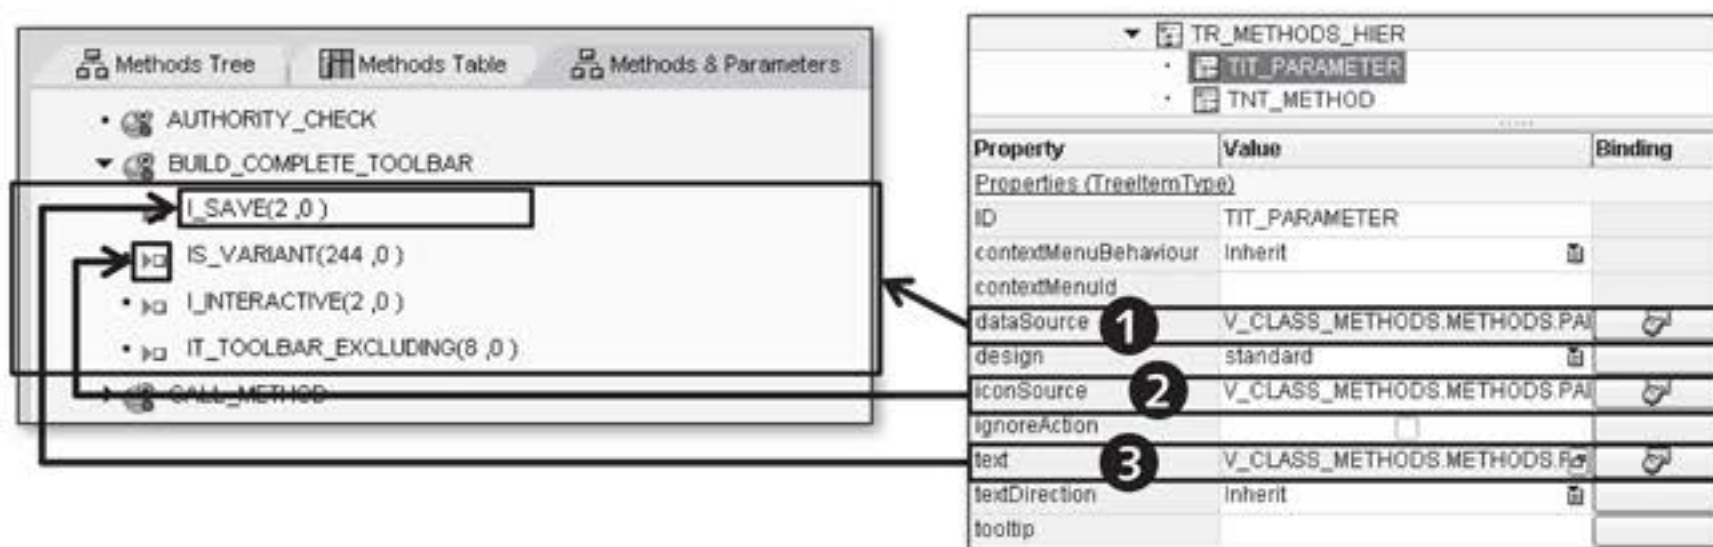 Methods Tree
Methods Table
Methods & Parameters
AUTHORITY_CHECK
BUILD_COMPLETE_TOOLBAR
I_SAVE(2 ,0 )
IS_VARIANT(244 ,0 )
I_INTERACTIVE(2 ,0 )
IT_TOOLBAR_EXCLUDING(8 ,0 )
CALL_METHOD
TR_METHODS_HIER
TIT_PARAMETER
TNT_METHOD
Property Value Binding
Properties (TreeItemType)
ID TIT_PARAMETER
contextMenuBehaviour Inherit
contextMenuId
dataSource 1 V_CLASS_METHODS.METHODS.PAI
design standard
iconSource 2 V_CLASS_METHODS.METHODS.PAI
ignoreAction
text 3 V_CLASS_METHODS.METHODS.P
textDirection Inherit
tooltip